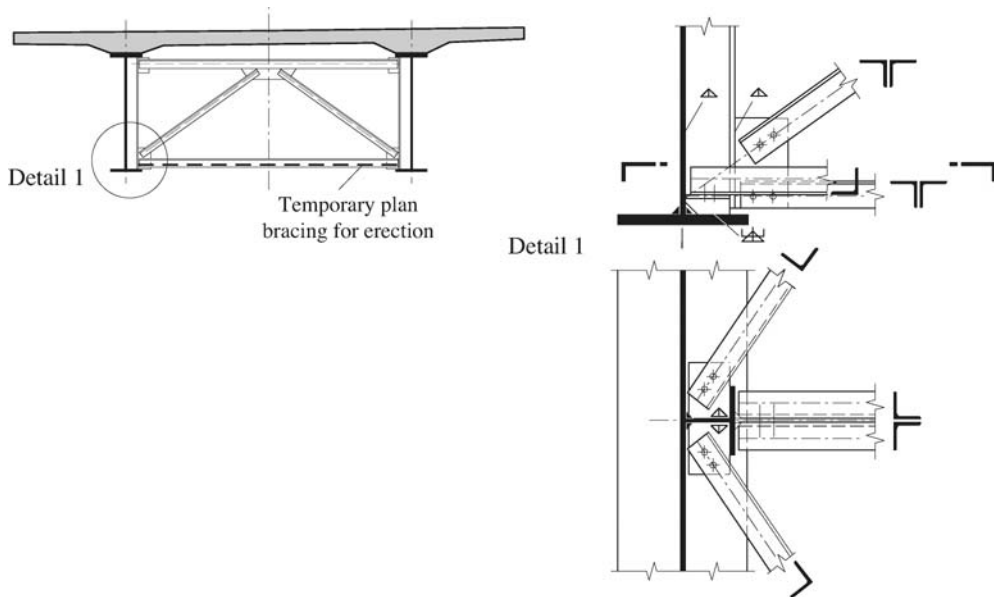 Detail 1
Temporary plan
bracing for erection
Detail 1